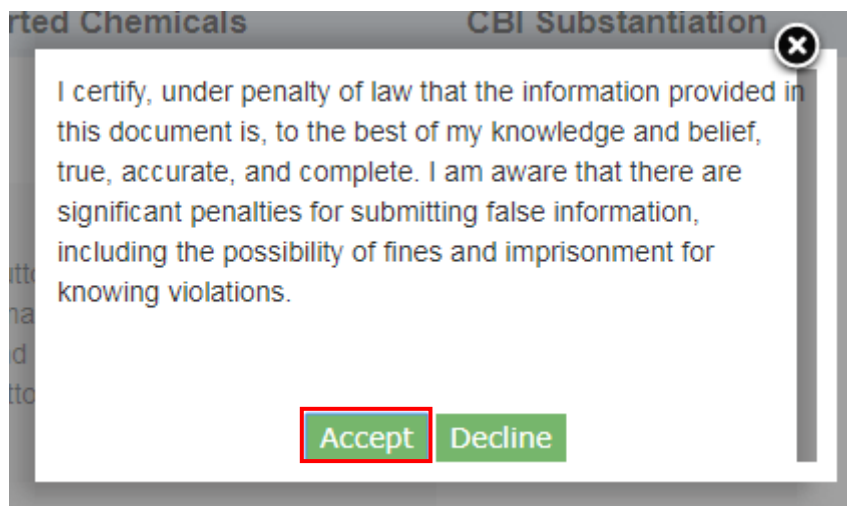 rted Chemicals CBI Substantiation
I certify, under penalty of law that the information provided in
this document is, to the best of my knowledge and belief,
true, accurate, and complete. I am aware that there are
significant penalties for submitting false information,
including the possibility of fines and imprisonment for
knowing violations.
Accept Decline